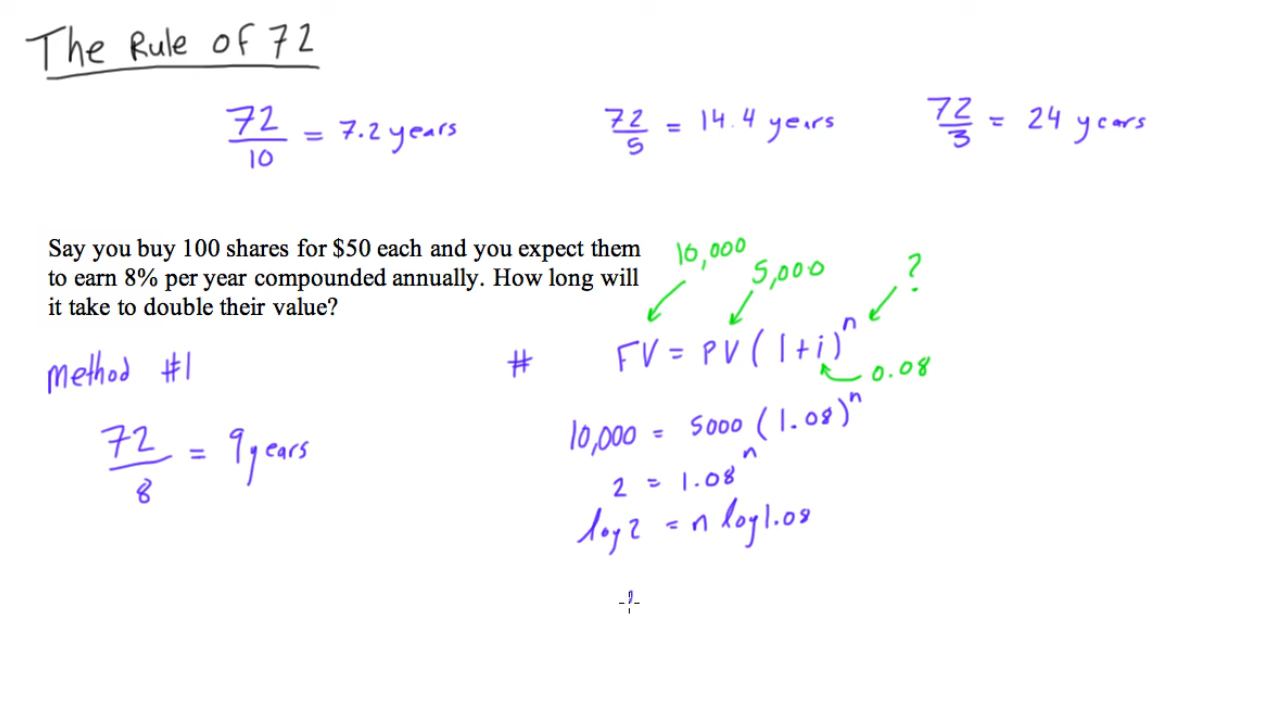 The Rule of 72
72/10 = 7.2 years
72/5 = 14.4 years
72/3 = 24 years
Say you buy 100 shares for $50 each and you expect them
to earn 8% per year compounded annually. How long will
it take to double their value?
10,000
5,000
?
Method #1
#
FV = PV (1+i)^n
0.08
72/8 = 9 years
10,000 = 5000 (1.08)^n
2 = 1.08^n
log 2 = n log 1.08